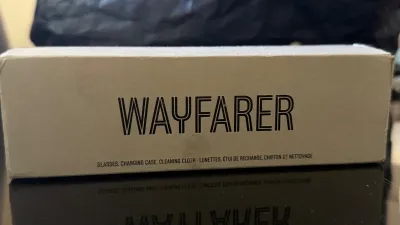 WAYFARER
GLASSES, CHARGING CASE, CLEANING CLOTH · LUNETTES, ÉTUI DE RECHARGE, CHIFFON ET NETTOYAGE